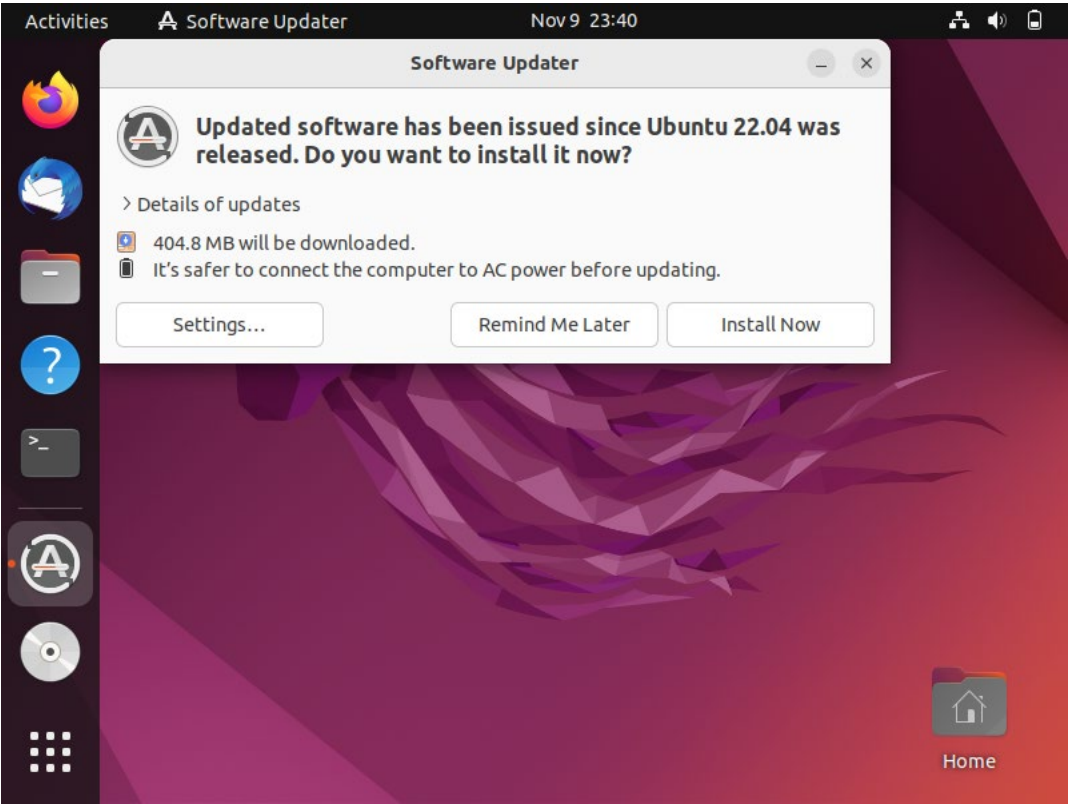 Activities
Software Updater
Nov 9 23:40
Software Updater
Updated software has been issued since Ubuntu 22.04 was
released. Do you want to install it now?
Details of updates
404.8 MB will be downloaded.
It's safer to connect the computer to AC power before updating.
Settings...
Remind Me Later
Install Now
?
>_
Home